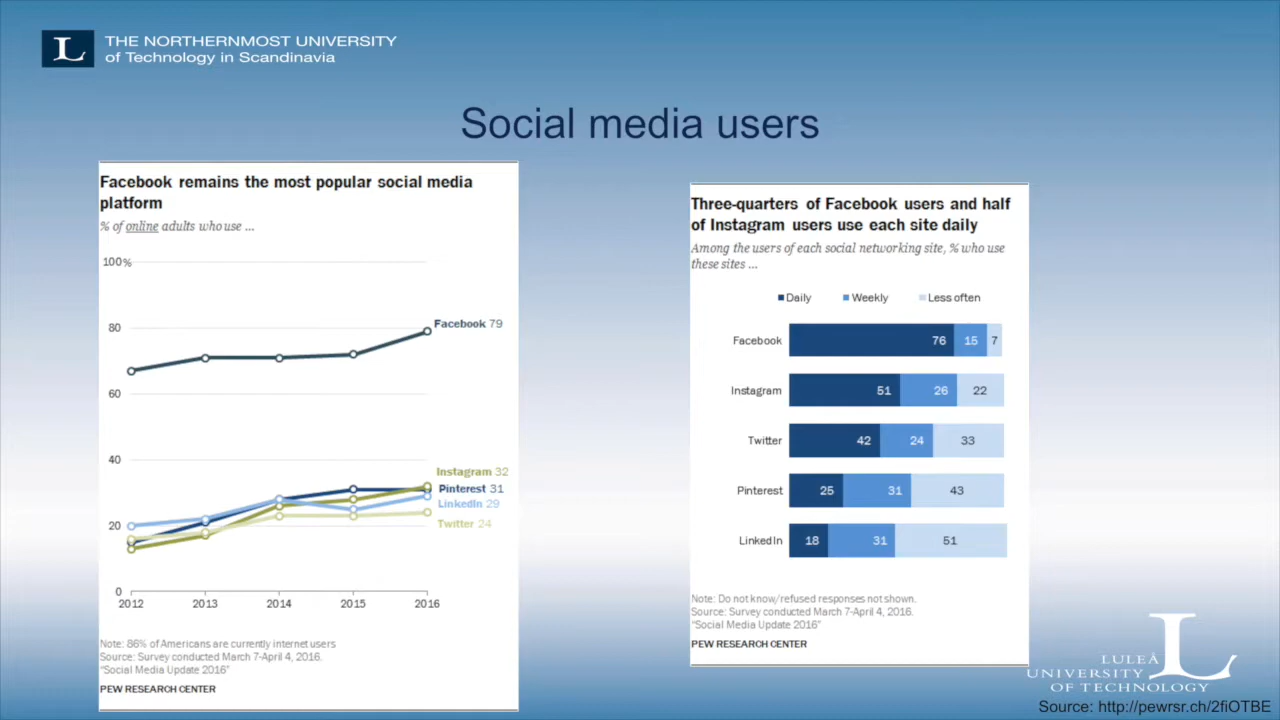 THE NORTHERNMOST UNIVERSITY
of Technology in Scandinavia
L
Social media users
Facebook remains the most popular social media
platform
% of online adults who use ...
100%
80
60
40
20
0
2012 2013 2014 2015 2016
Facebook 79
Instagram 32
Pinterest 31
LinkedIn 29
Twitter 24
Note: 86% of Americans are currently internet users
Source: Survey conducted March 7-April 4, 2016.
"Social Media Update 2016"
PEW RESEARCH CENTER
Three-quarters of Facebook users and half
of Instagram users use each site daily
Among the users of each social networking site, % who use
these sites ...
Daily Weekly Less often
Facebook 76 15 7
Instagram 51 26 22
Twitter 42 24 33
Pinterest 25 31 43
LinkedIn 18 31 51
Note: Do not know/refused responses not shown.
Source: Survey conducted March 7-April 4, 2016.
"Social Media Update 2016"
PEW RESEARCH CENTER
L
LULEÅ
UNIVERSITY
OF TECHNOLOGY
Source: http://pewrsr.ch/2fiOTBE